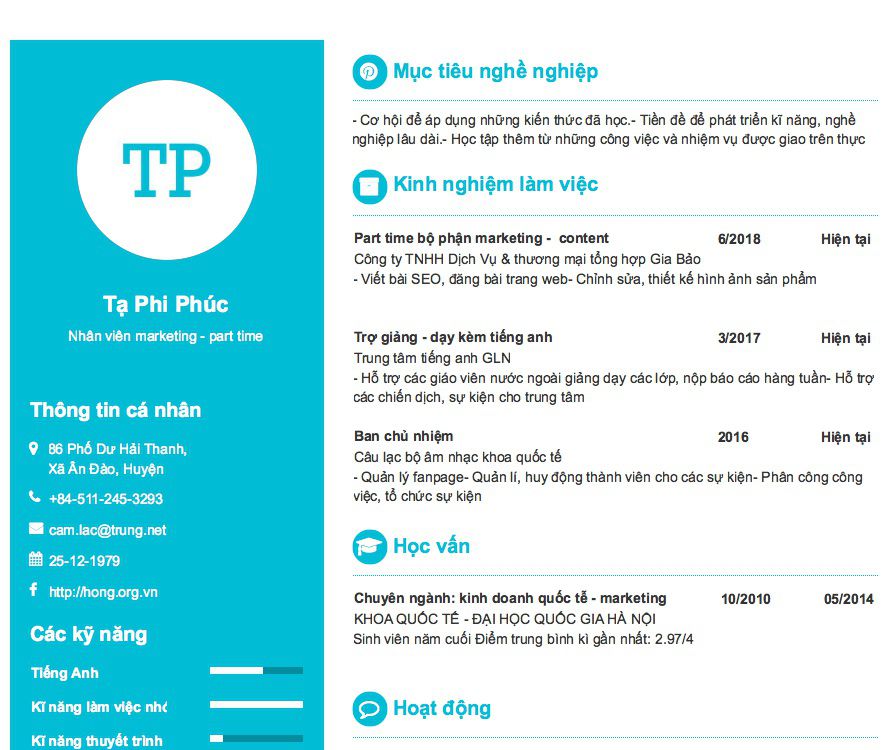 TP
Tạ Phi Phúc
Nhân viên marketing - part time
Thông tin cá nhân
86 Phố Dư Hải Thanh,
Xã Ân Đào, Huyện
+84-511-245-3293
cam.lac@trung.net
25-12-1979
http://hong.org.vn
Các kỹ năng
Tiếng Anh
Kĩ năng làm việc nhó
Kĩ năng thuyết trình
Mục tiêu nghề nghiệp
- Cơ hội để áp dụng những kiến thức đã học.- Tiền đề để phát triển kĩ năng, nghề
nghiệp lâu dài.- Học tập thêm từ những công việc và nhiệm vụ được giao trên thực
Kinh nghiệm làm việc
Part time bộ phận marketing - content 6/2018 Hiện tại
Công ty TNHH Dịch Vụ & thương mại tổng hợp Gia Bảo
- Viết bài SEO, đăng bài trang web- Chỉnh sửa, thiết kế hình ảnh sản phẩm
Trợ giảng - dạy kèm tiếng anh 3/2017 Hiện tại
Trung tâm tiếng anh GLN
- Hỗ trợ các giáo viên nước ngoài giảng dạy các lớp, nộp báo cáo hàng tuần- Hỗ trợ
các chiến dịch, sự kiện cho trung tâm
Ban chủ nhiệm 2016 Hiện tại
Câu lạc bộ âm nhạc khoa quốc tế
- Quản lý fanpage- Quản lí, huy động thành viên cho các sự kiện- Phân công công
việc, tổ chức sự kiện
Học vấn
Chuyên ngành: kinh doanh quốc tế - marketing 10/2010 05/2014
KHOA QUỐC TẾ - ĐẠI HỌC QUỐC GIA HÀ NỘI
Sinh viên năm cuối Điểm trung bình kì gần nhất: 2.97/4
Hoạt động